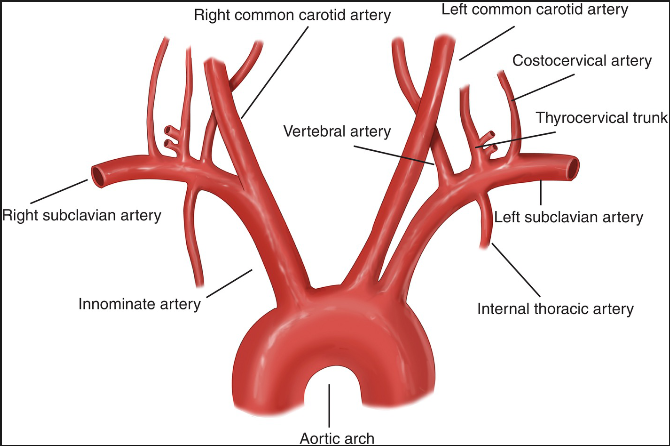 Right common carotid artery
Left common carotid artery
Costocervical artery
Thyrocervical trunk
Vertebral artery
Right subclavian artery
Left subclavian artery
Innominate artery
Internal thoracic artery
Aortic arch